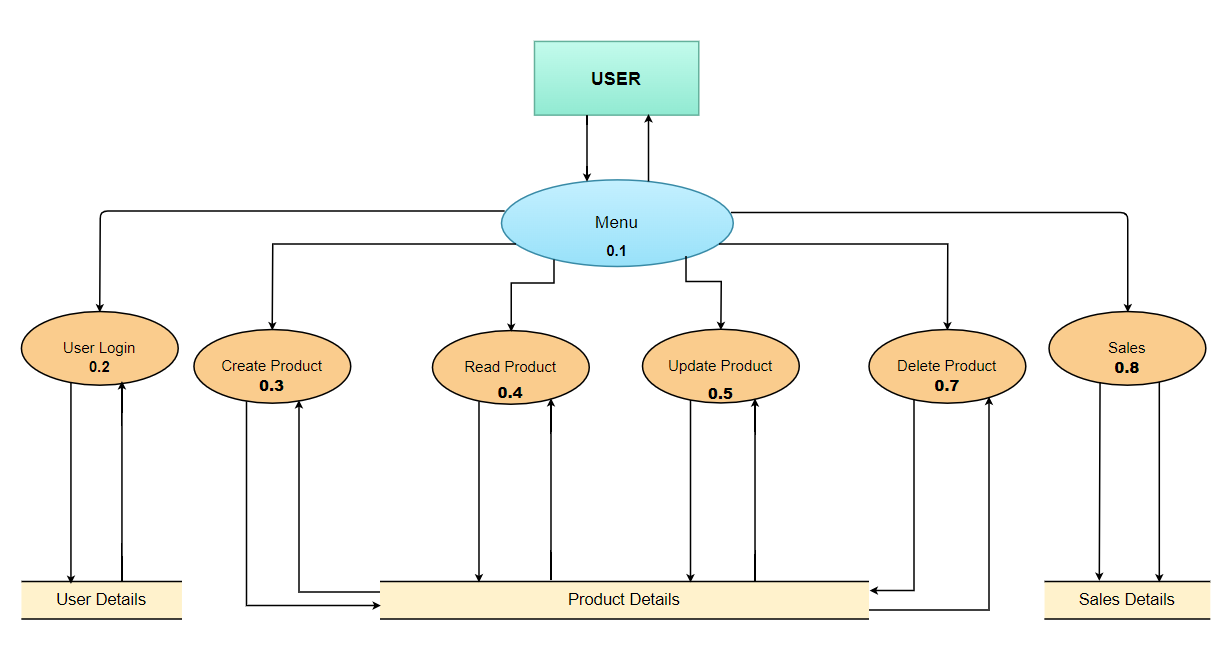 USER
Menu
0.1
User Login
0.2
Create Product
0.3
Read Product
0.4
Update Product
0.5
Delete Product
0.7
Sales
0.8
User Details
Product Details
Sales Details